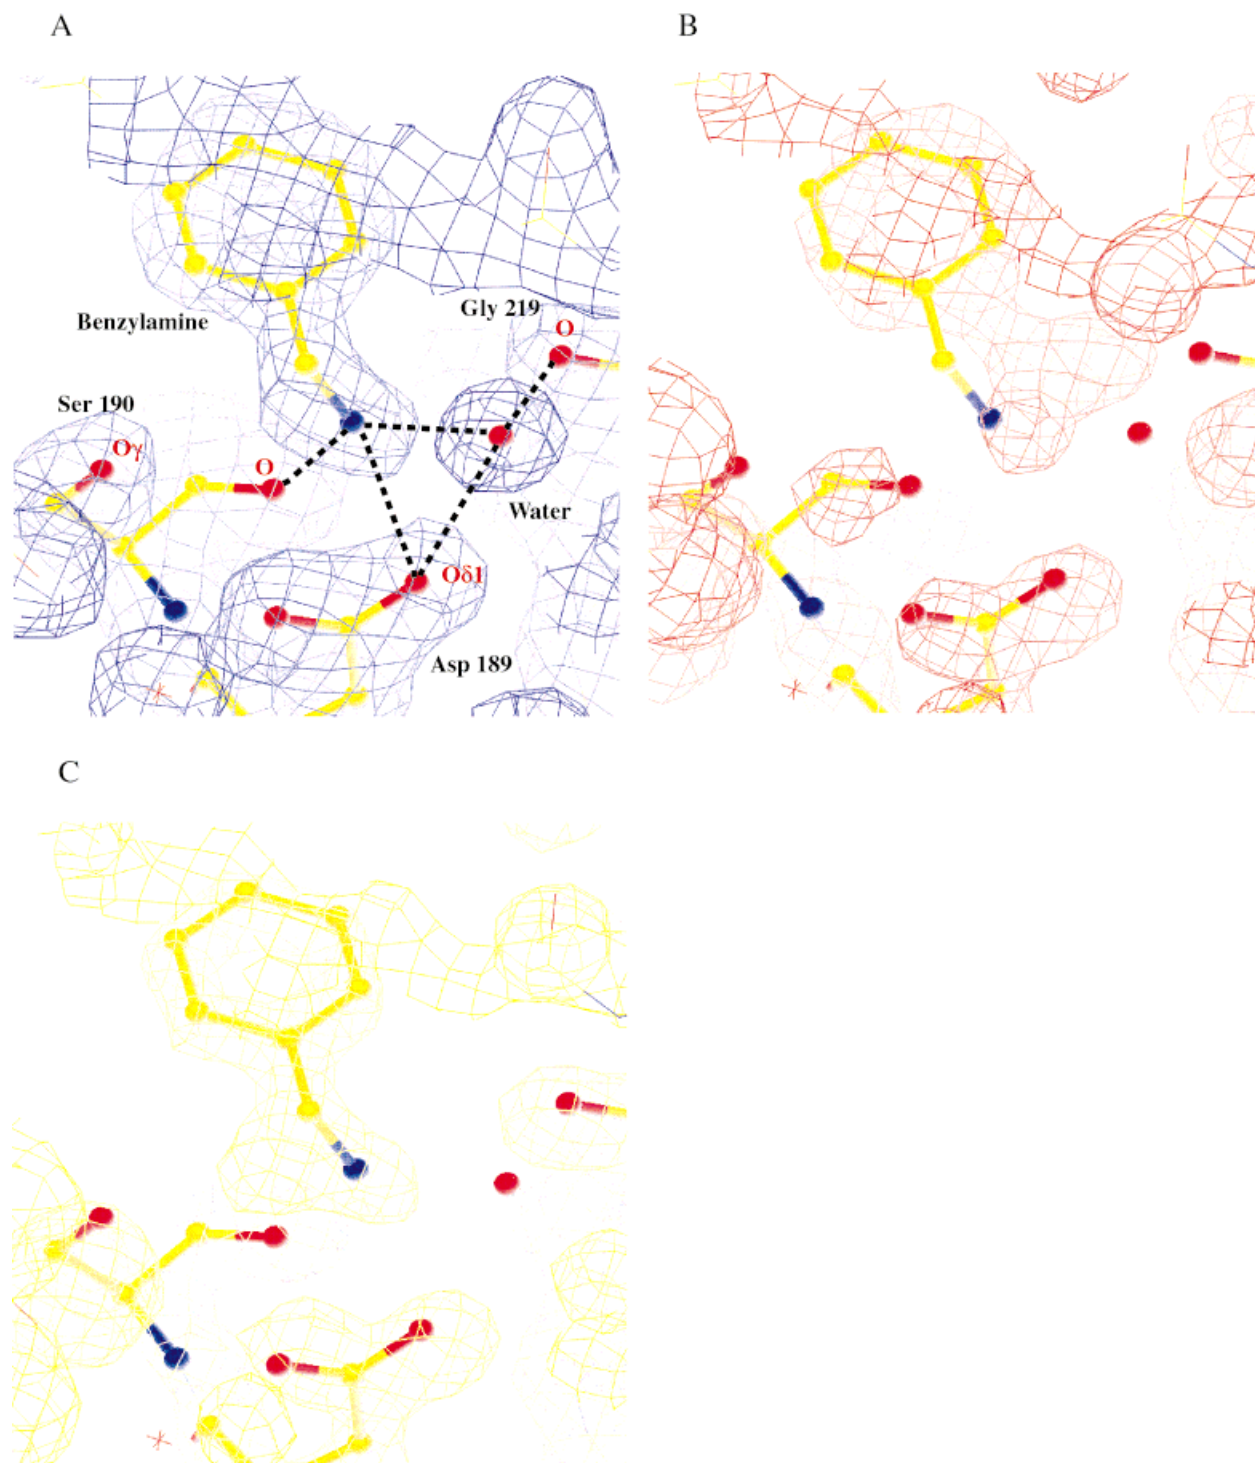 A
B
Gly 219
O
Benzylamine
Ser 190
Oγ
O
Water
Oδ1
Asp 189
C